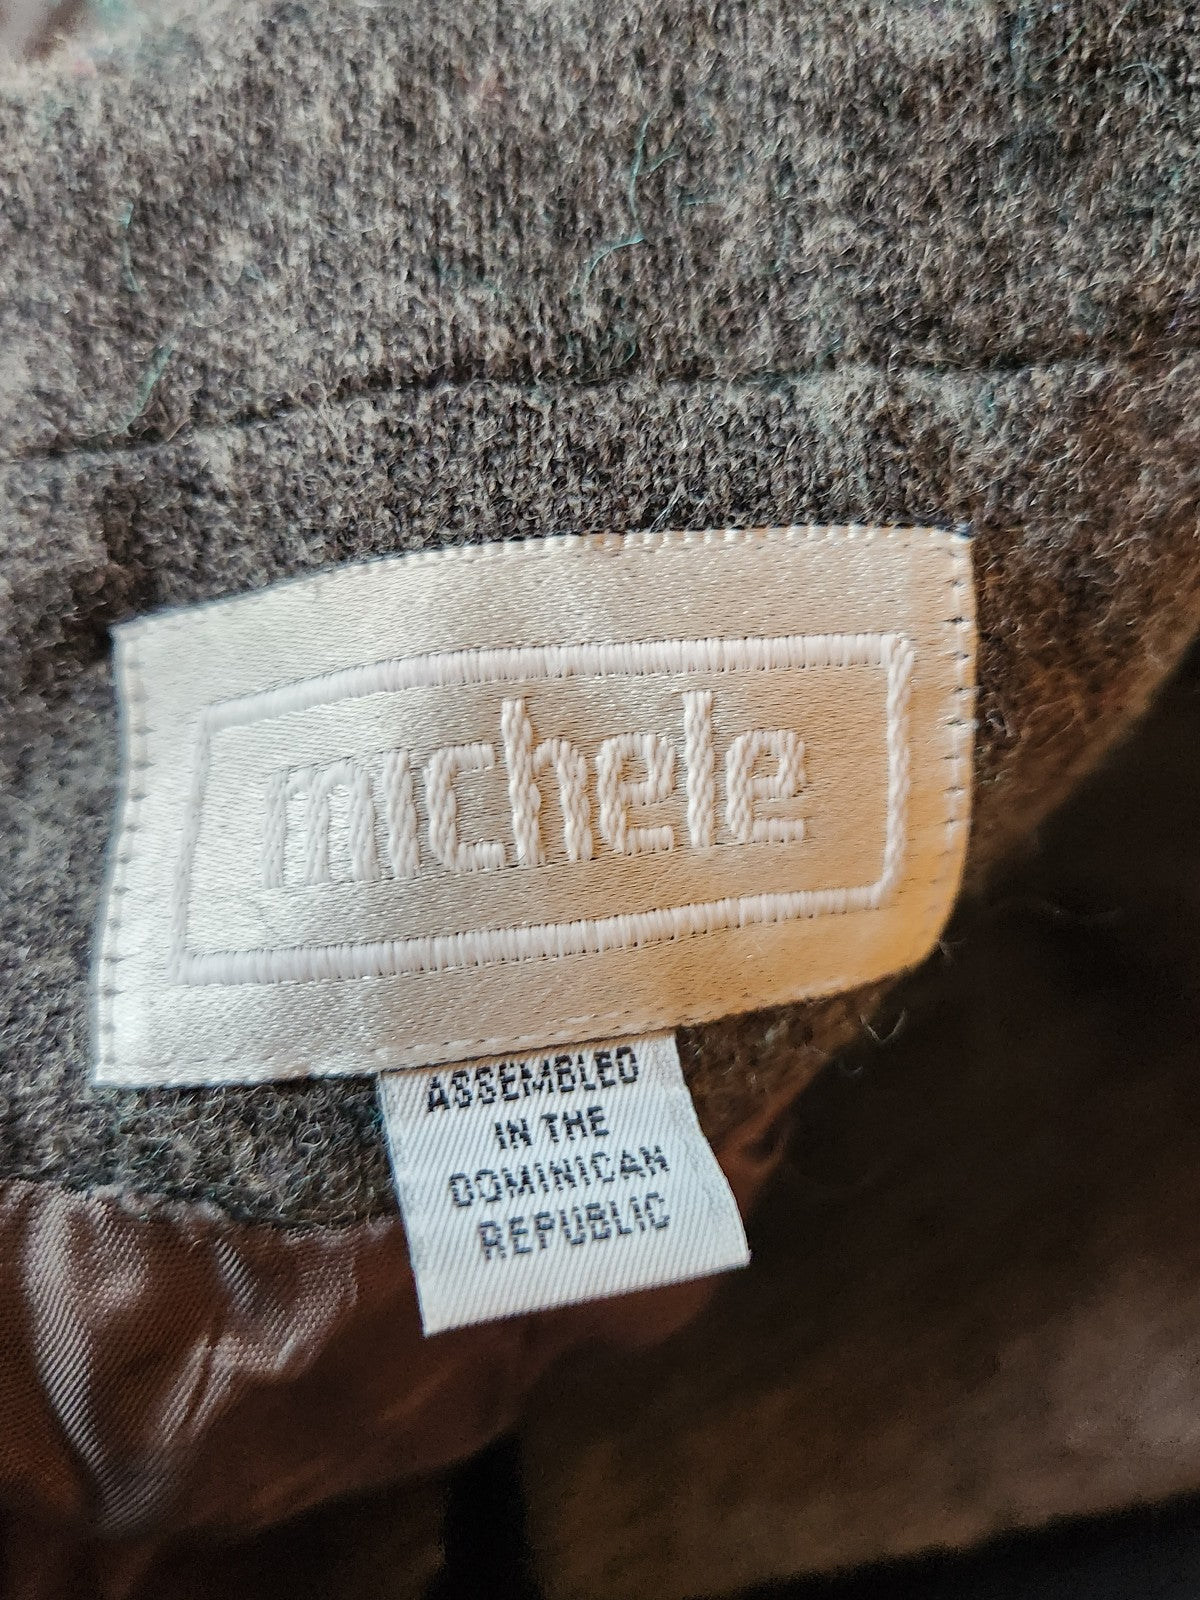 michele
ASSEMBLED
IN THE
DOMINICAN
REPUBLIC